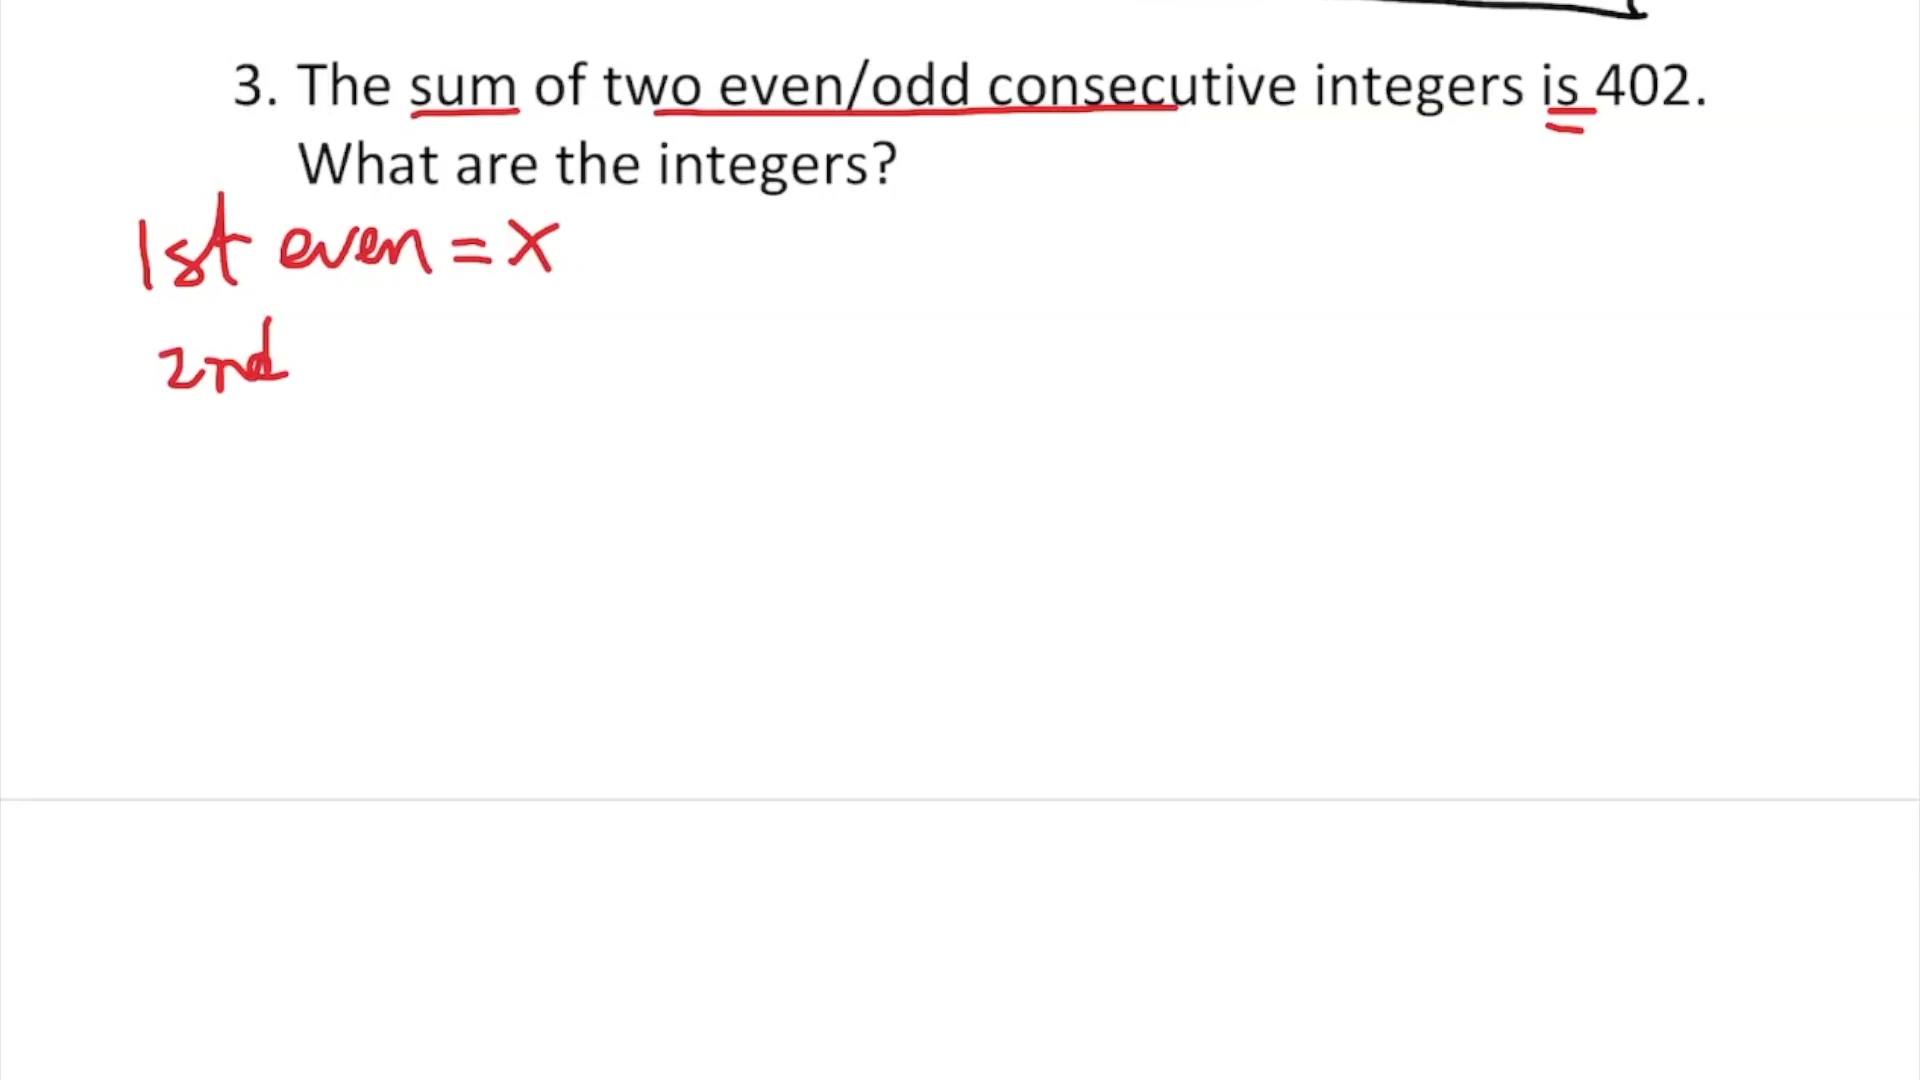 3. The sum of two even/odd consecutive integers is 402.
What are the integers?
1st even = x
2nd